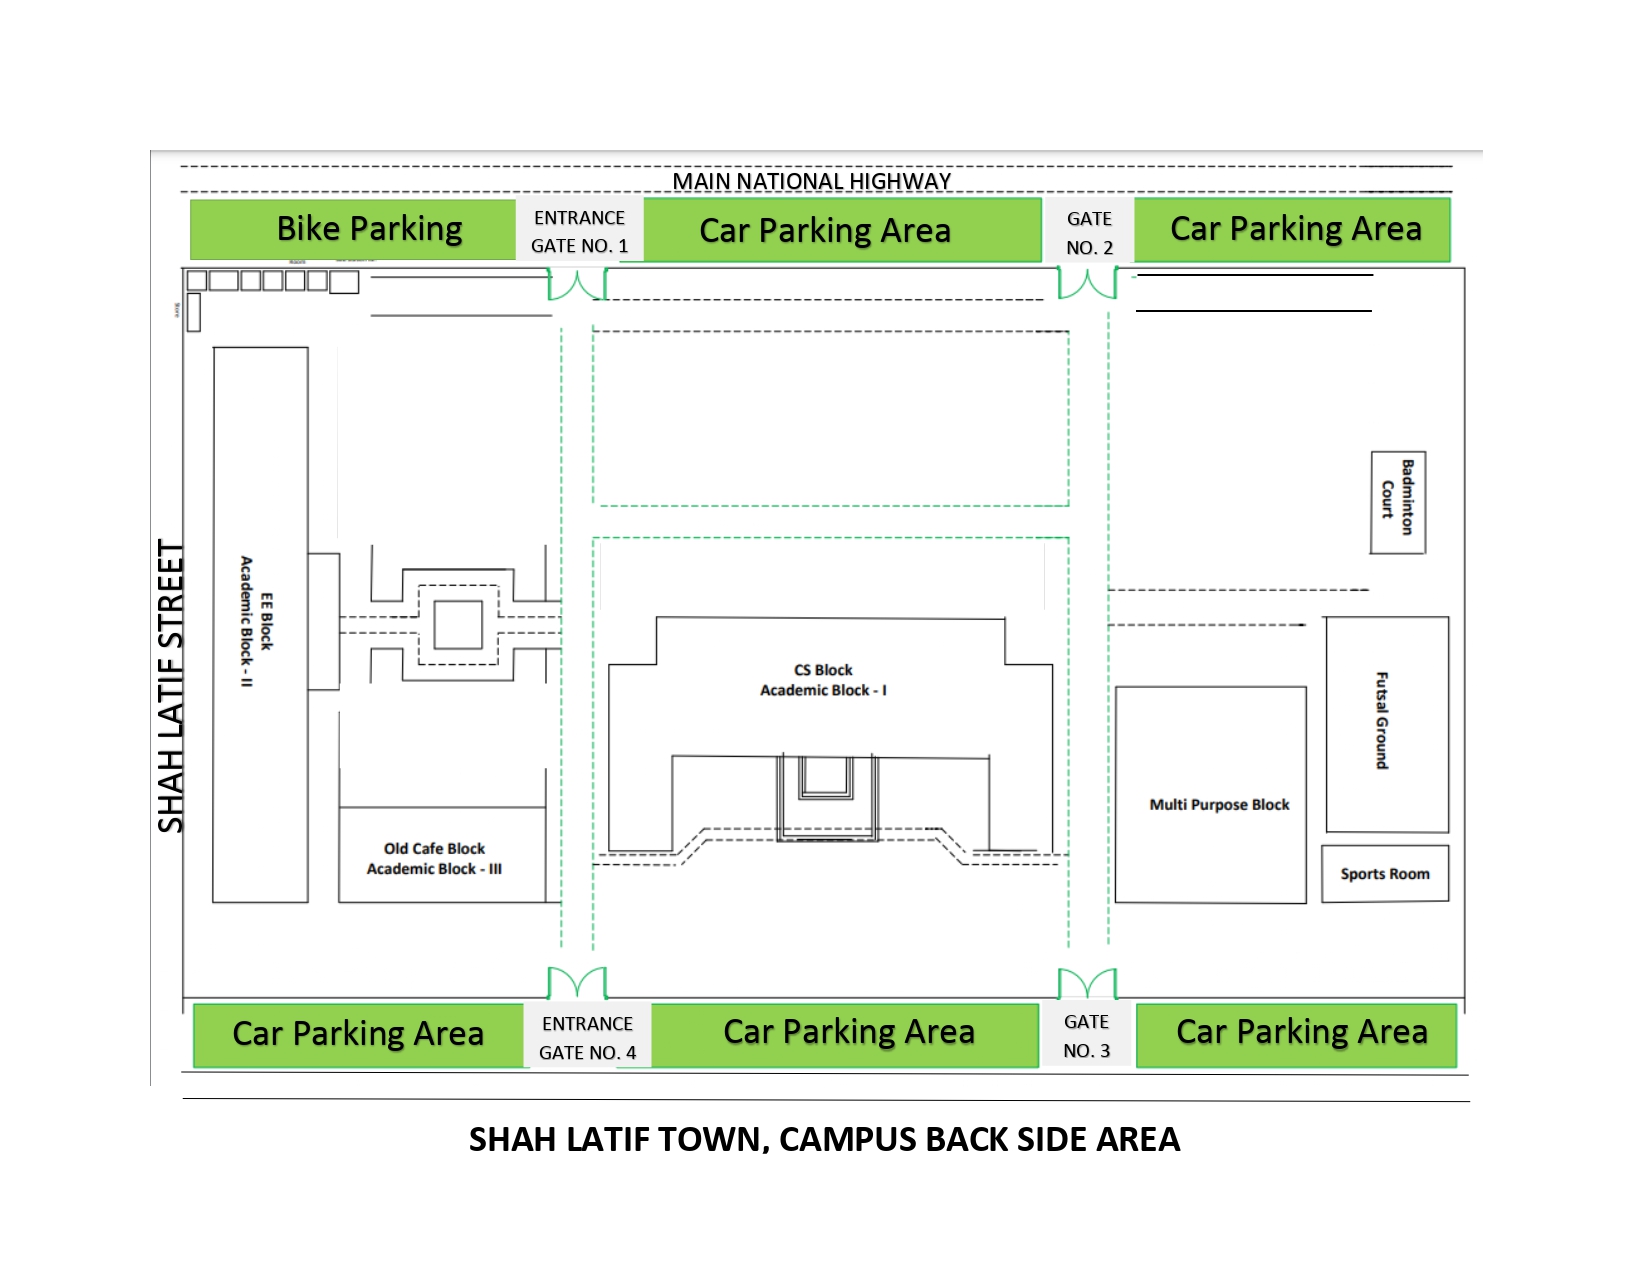 MAIN NATIONAL HIGHWAY
Bike Parking
ENTRANCE
GATE NO. 1
Car Parking Area
GATE
NO. 2
Car Parking Area
Store
SHAH LATIF STREET
EE Block
Academic Block - II
Badminton
Court
CS Block
Academic Block - I
Futsal Ground
Multi Purpose Block
Old Cafe Block
Academic Block - III
Sports Room
Car Parking Area
ENTRANCE
GATE NO. 4
Car Parking Area
GATE
NO. 3
Car Parking Area
SHAH LATIF TOWN, CAMPUS BACK SIDE AREA